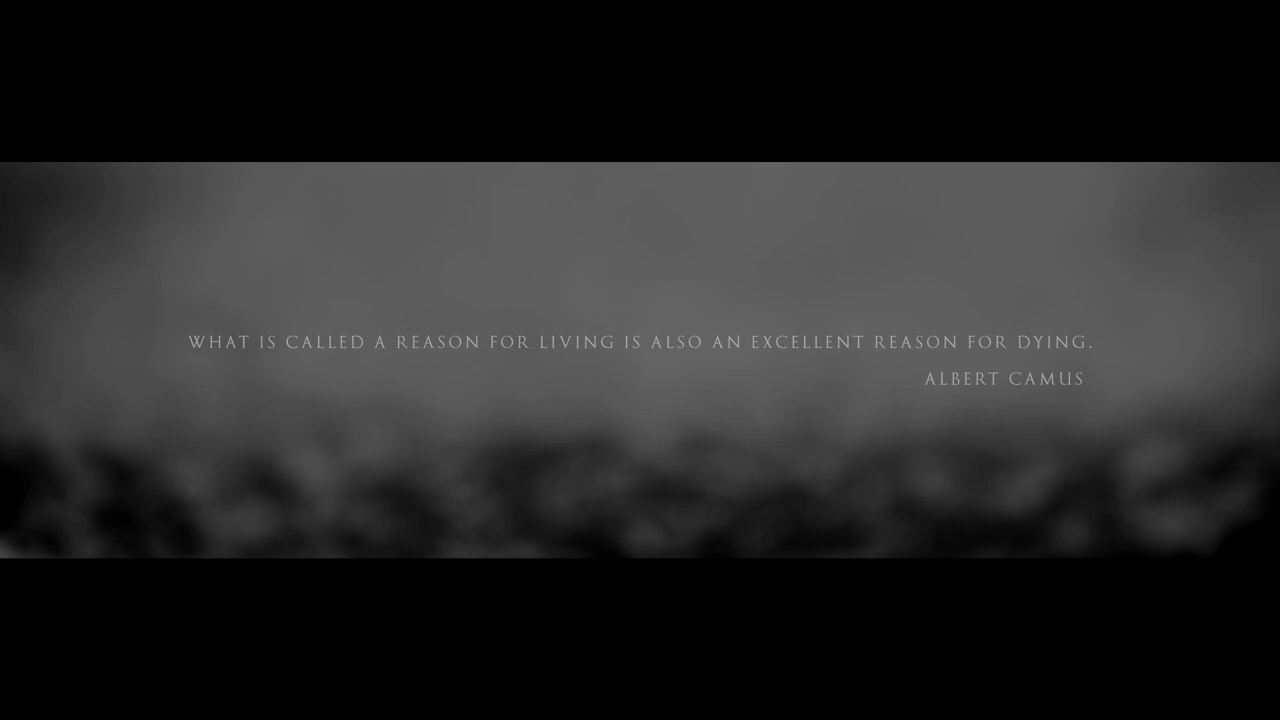 WHAT IS CALLED A REASON FOR LIVING IS ALSO AN EXCELLENT REASON FOR DYING.
ALBERT CAMUS